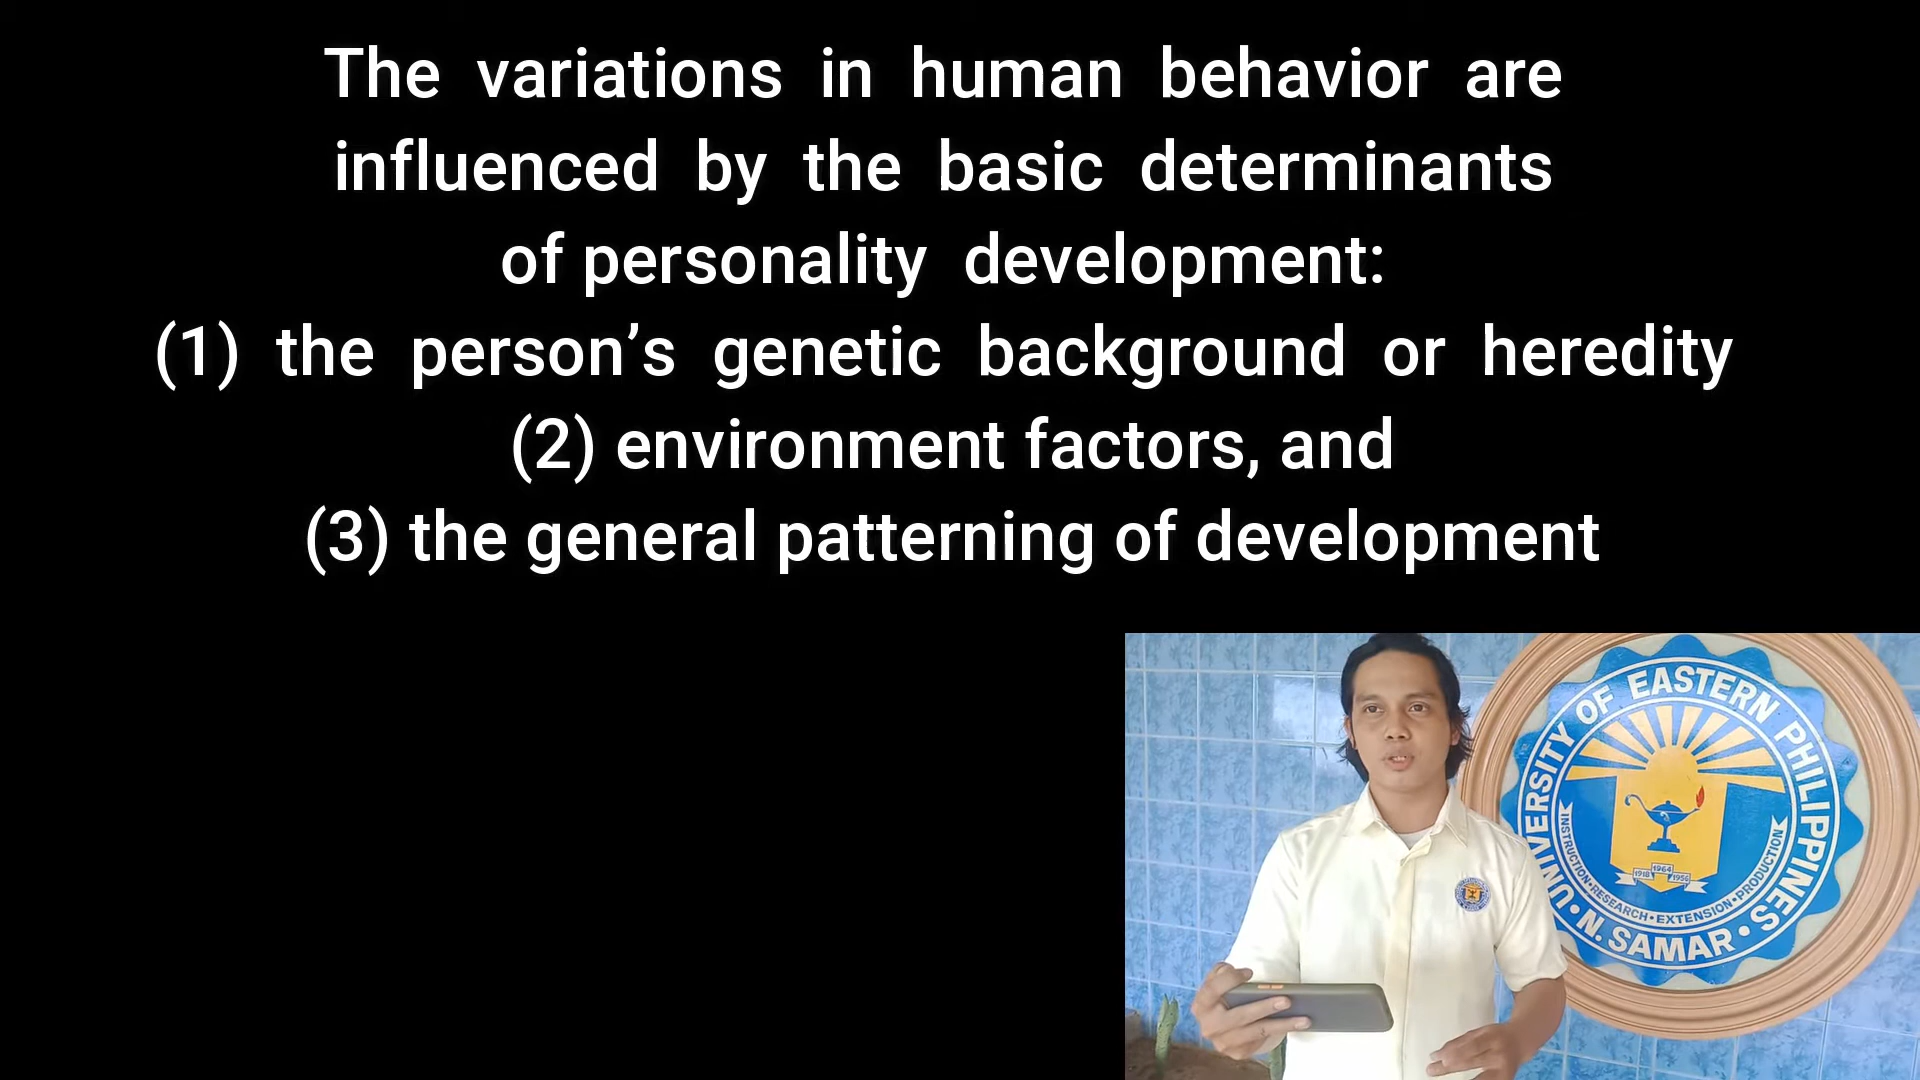 The variations in human behavior are
influenced by the basic determinants
of personality development:
(1) the person’s genetic background or heredity
(2) environment factors, and
(3) the general patterning of development
UNIVERSITY OF EASTERN PHILIPPINES
• N. SAMAR •
INSTRUCTION • RESEARCH • EXTENSION • PRODUCTION
1918 1964 1956